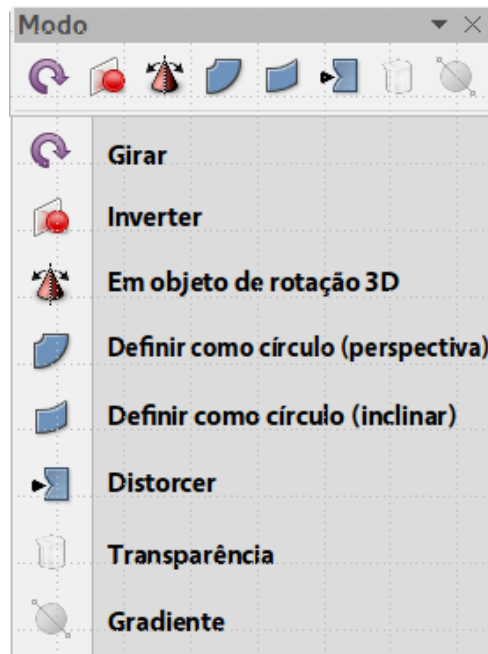 Modo
Girar
Inverter
Em objeto de rotação 3D
Definir como círculo (perspectiva)
Definir como círculo (inclinar)
Distorcer
Transparência
Gradiente